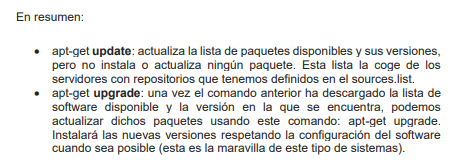 En resumen:
• apt-get update: actualiza la lista de paquetes disponibles y sus versiones,
pero no instala o actualiza ningún paquete. Esta lista la coge de los
servidores con repositorios que tenemos definidos en el sources.list.
• apt-get upgrade: una vez el comando anterior ha descargado la lista de
software disponible y la versión en la que se encuentra, podemos
actualizar dichos paquetes usando este comando: apt-get upgrade.
Instalará las nuevas versiones respetando la configuración del software
cuando sea posible (esta es la maravilla de este tipo de sistemas).